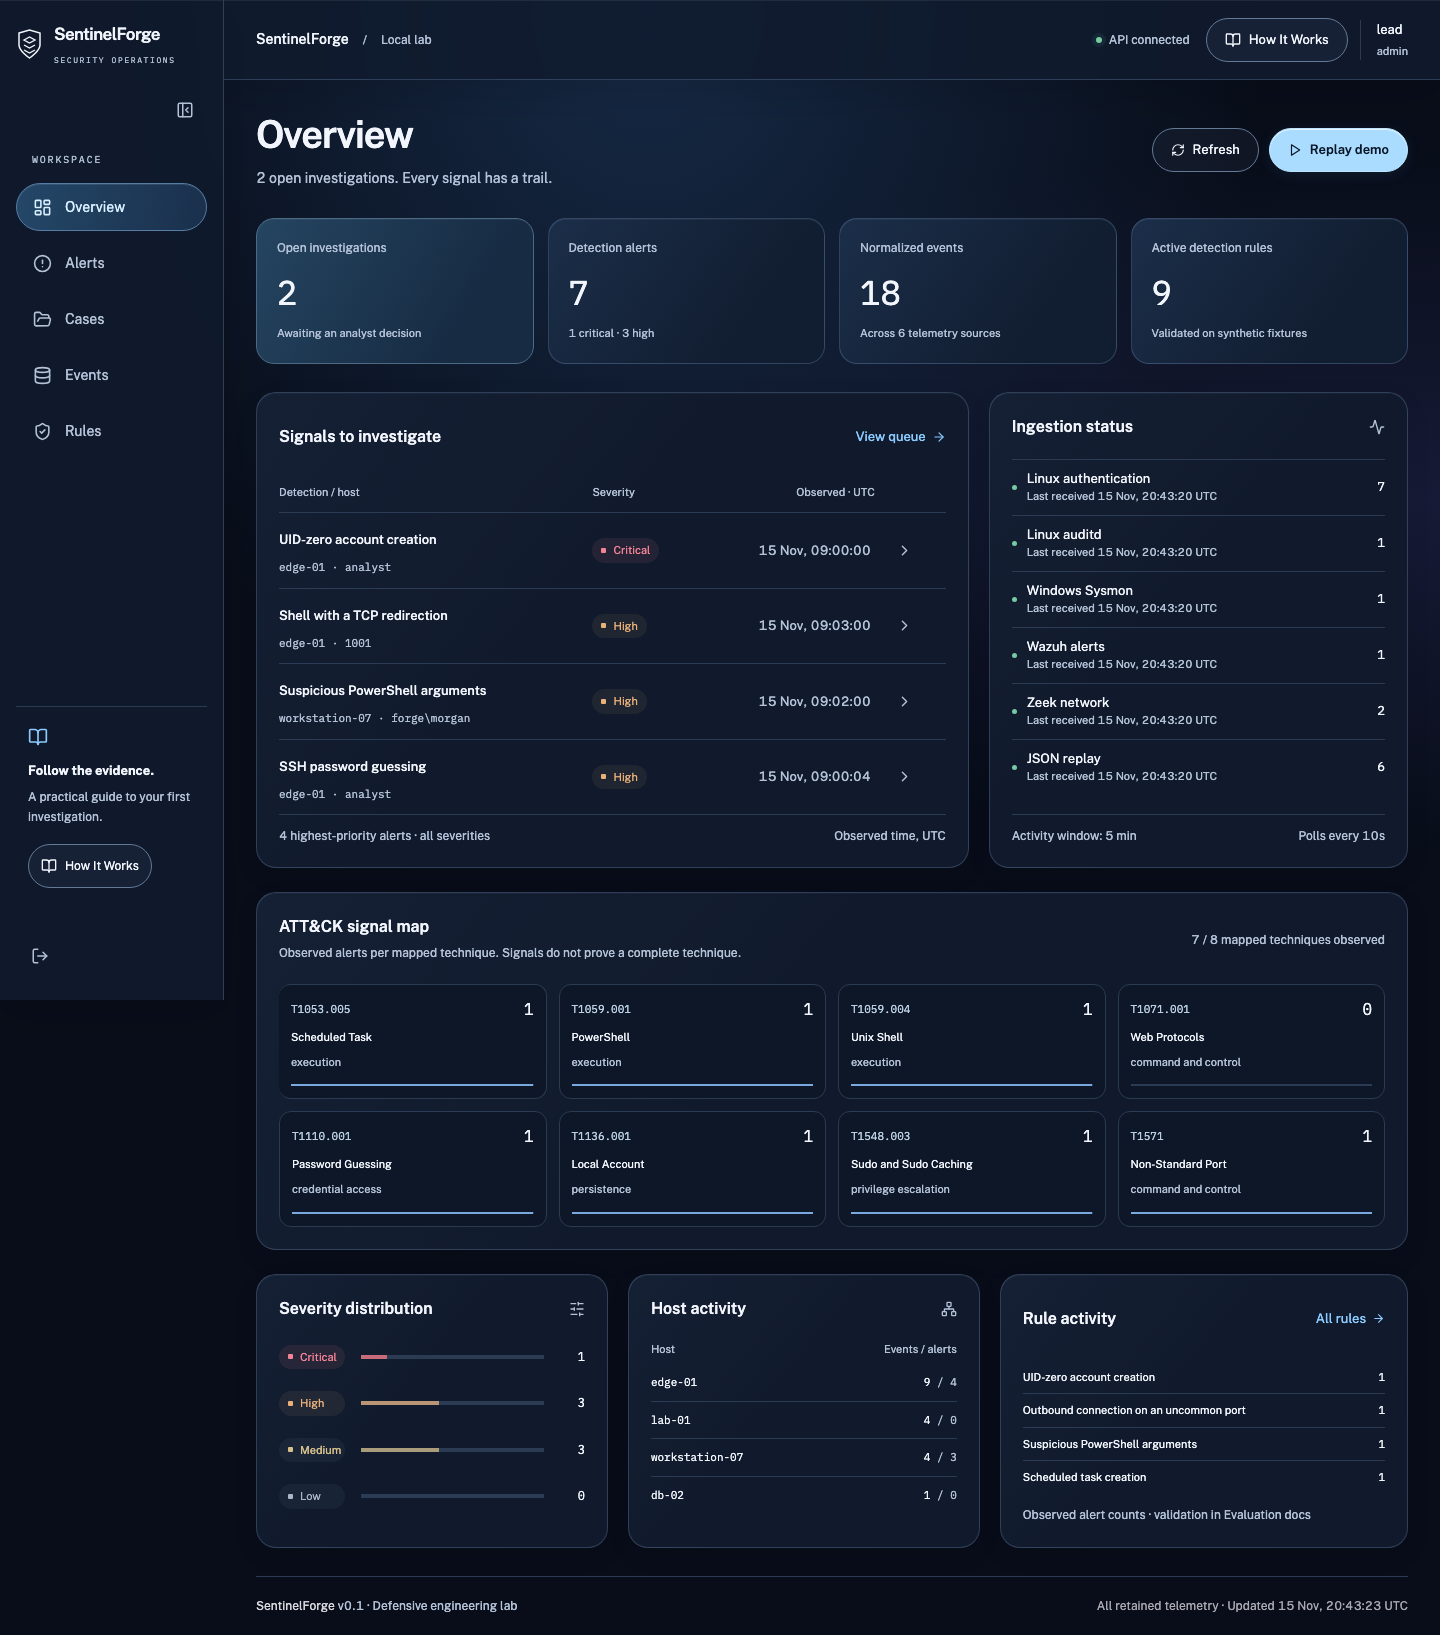 SentinelForge
SECURITY OPERATIONS
WORKSPACE
Overview
Alerts
Cases
Events
Rules
Follow the evidence.
A practical guide to your first
investigation.
How It Works
SentinelForge / Local lab
API connected
How It Works
lead
admin
Overview
2 open investigations. Every signal has a trail.
Refresh
Replay demo
Open investigations
2
Awaiting an analyst decision
Detection alerts
7
1 critical · 3 high
Normalized events
18
Across 6 telemetry sources
Active detection rules
9
Validated on synthetic fixtures
Signals to investigate
View queue
Detection / host Severity Observed · UTC
UID-zero account creation
edge-01 · analyst
Critical
15 Nov, 09:00:00
Shell with a TCP redirection
edge-01 · 1001
High
15 Nov, 09:03:00
Suspicious PowerShell arguments
workstation-07 · forge\morgan
High
15 Nov, 09:02:00
SSH password guessing
edge-01 · analyst
High
15 Nov, 09:00:04
4 highest-priority alerts · all severities
Observed time, UTC
Ingestion status
Linux authentication
Last received 15 Nov, 20:43:20 UTC
7
Linux auditd
Last received 15 Nov, 20:43:20 UTC
1
Windows Sysmon
Last received 15 Nov, 20:43:20 UTC
1
Wazuh alerts
Last received 15 Nov, 20:43:20 UTC
1
Zeek network
Last received 15 Nov, 20:43:20 UTC
2
JSON replay
Last received 15 Nov, 20:43:20 UTC
6
Activity window: 5 min
Polls every 10s
ATT&CK signal map
Observed alerts per mapped technique. Signals do not prove a complete technique.
7 / 8 mapped techniques observed
T1053.005 1
Scheduled Task
execution
T1059.001 1
PowerShell
execution
T1059.004 1
Unix Shell
execution
T1071.001 0
Web Protocols
command and control
T1110.001 1
Password Guessing
credential access
T1136.001 1
Local Account
persistence
T1548.003 1
Sudo and Sudo Caching
privilege escalation
T1571 1
Non-Standard Port
command and control
Severity distribution
Critical 1
High 3
Medium 3
Low 0
Host activity
Host Events / alerts
edge-01 9 / 4
lab-01 4 / 0
workstation-07 4 / 3
db-02 1 / 0
Rule activity
All rules
UID-zero account creation 1
Outbound connection on an uncommon port 1
Suspicious PowerShell arguments 1
Scheduled task creation 1
Observed alert counts · validation in Evaluation docs
SentinelForge v0.1 · Defensive engineering lab
All retained telemetry · Updated 15 Nov, 20:43:23 UTC